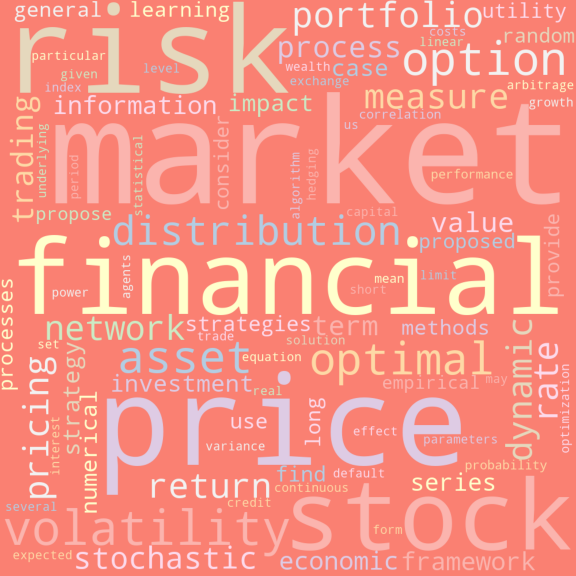 general
learning
risk
portfolio
utility
particular
linear
costs
random
process
option
given
level
wealth
case
index
exchange
arbitrage
information
impact
measure
growth
trading
underlying
period
statistical
market
consider
us
correlation
algorithm
hedging
performance
propose
capital
distribution
value
proposed
provide
financial
agents
mean
limit
power
short
processes
network
strategies
term
methods
set
trade
solution
asset
equation
optimal
dynamic
rate
strategy
investment
real
empirical
may
optimization
pricing
interest
numerical
price
use
long
effect
variance
parameters
find
default
probability
return
continuous
series
several
credit
volatility
stock
form
expected
stochastic
economic
framework